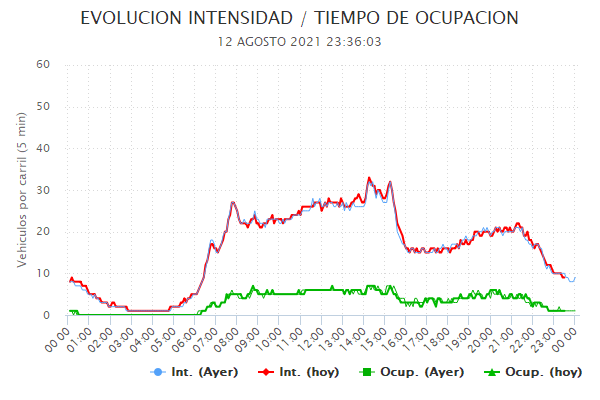 EVOLUCION INTENSIDAD / TIEMPO DE OCUPACION
12 AGOSTO 2021 23:36:03
Vehiculos por carril (5 min)
60
50
40
30
20
10
0
00:00 01:00 02:00 03:00 04:00 05:00 06:00 07:00 08:00 09:00 10:00 11:00 12:00 13:00 14:00 15:00 16:00 17:00 18:00 19:00 20:00 21:00 22:00 23:00 00:00
Int. (Ayer) Int. (hoy) Ocup. (Ayer) Ocup. (hoy)